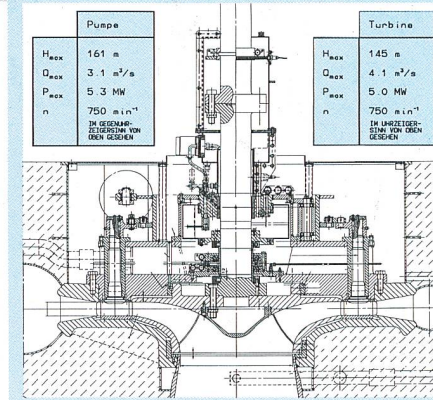 Pumpe
Hmax 161 m
Qmax 3.1 m³/s
Pmax 5.3 MW
n 750 min⁻¹
IM GEGENUHR-
ZEIGERSINN VON
OBEN GESEHEN
Turbine
Hmax 145 m
Qmax 4.1 m³/s
Pmax 5.0 MW
n 750 min⁻¹
IM UHRZEIGER-
SINN VON OBEN
GESEHEN